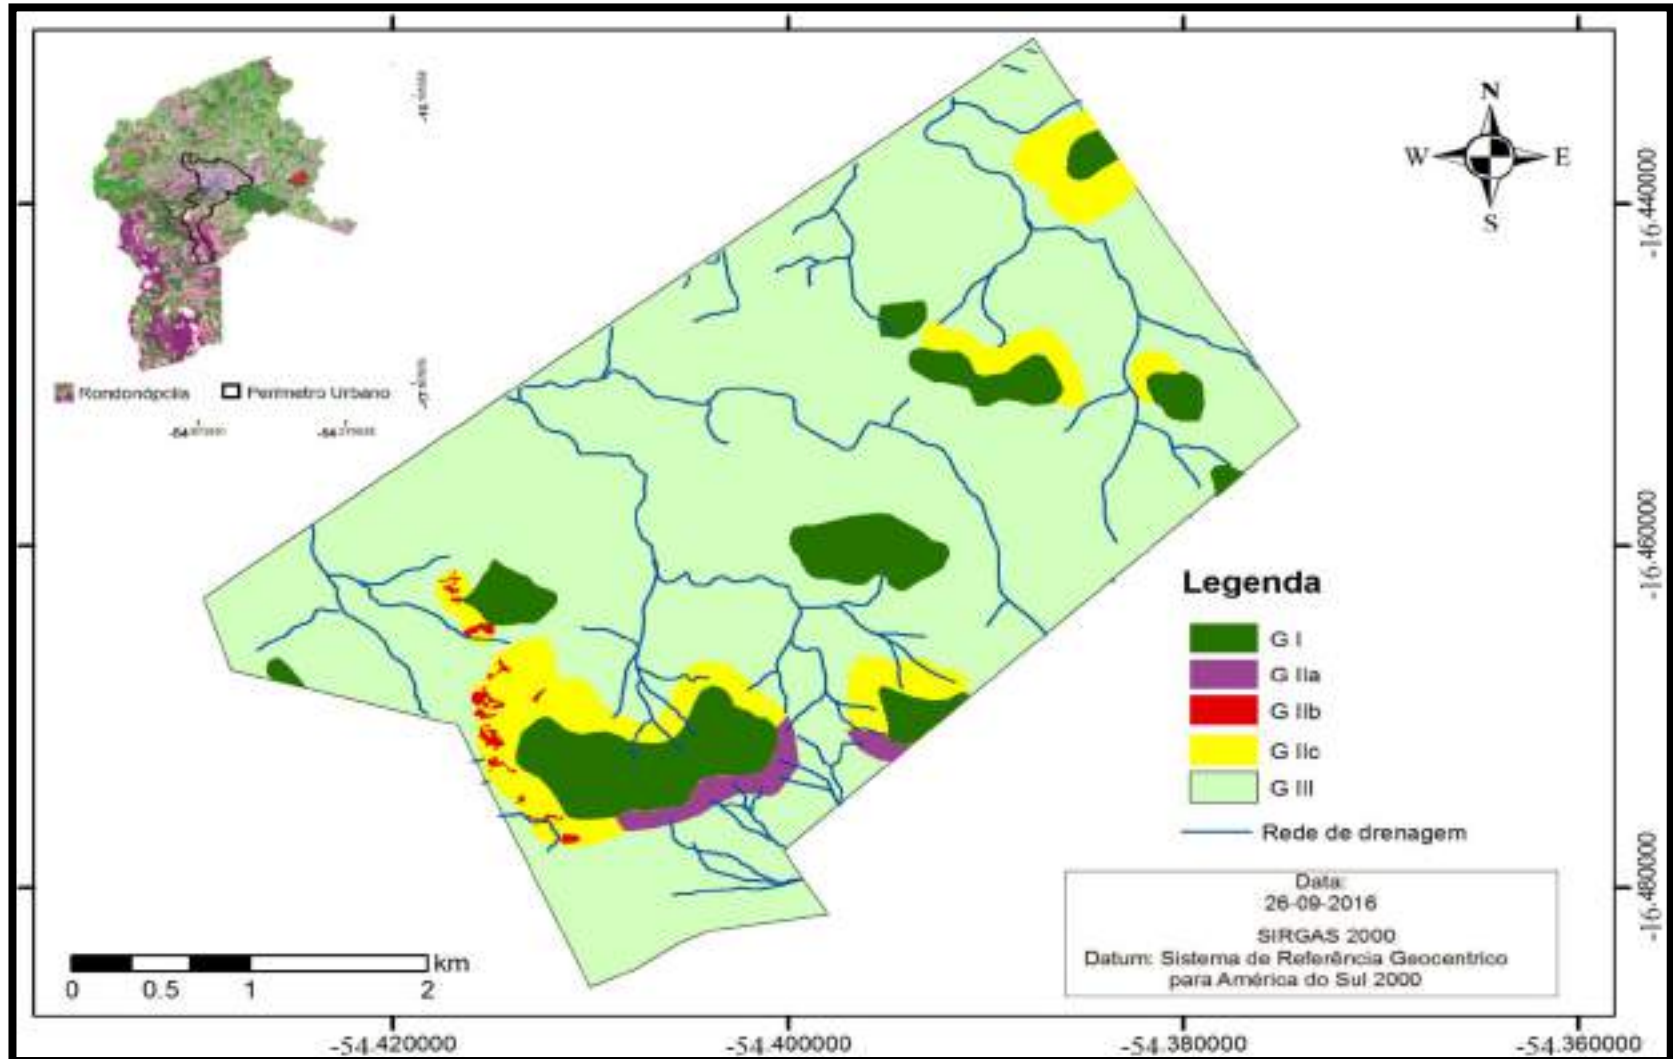 N
W E
S
Rondonópolis
Perímetro Urbano
-16.440000
-16.460000
-16.480000
Legenda
G I
G IIa
G IIb
G IIc
G III
Rede de drenagem
Data:
26-09-2016
SIRGAS 2000
Datum: Sistema de Referência Geocentrico
para América do Sul 2000
km
0 0.5 1 2
-54.420000 -54.400000 -54.380000 -54.360000